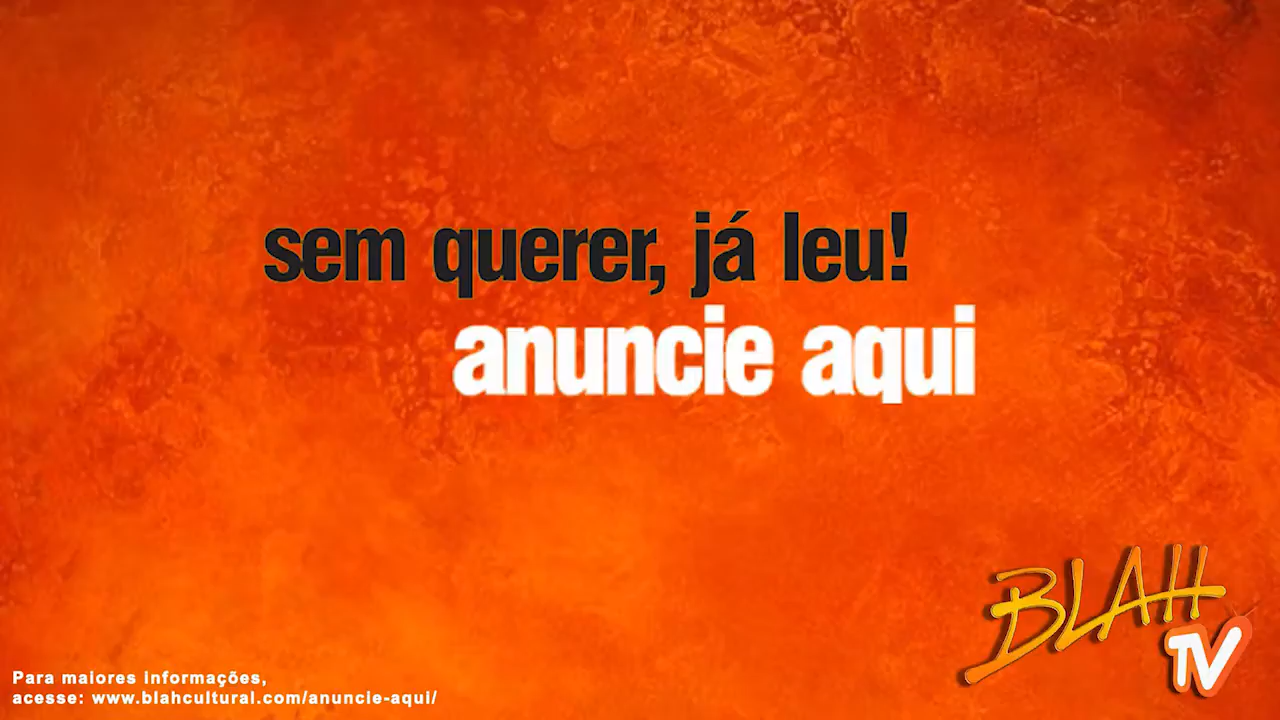 sem querer, já leu!
anuncie aqui
BLAH
TV
Para maiores informações,
acesse: www.blahcultural.com/anuncie-aqui/